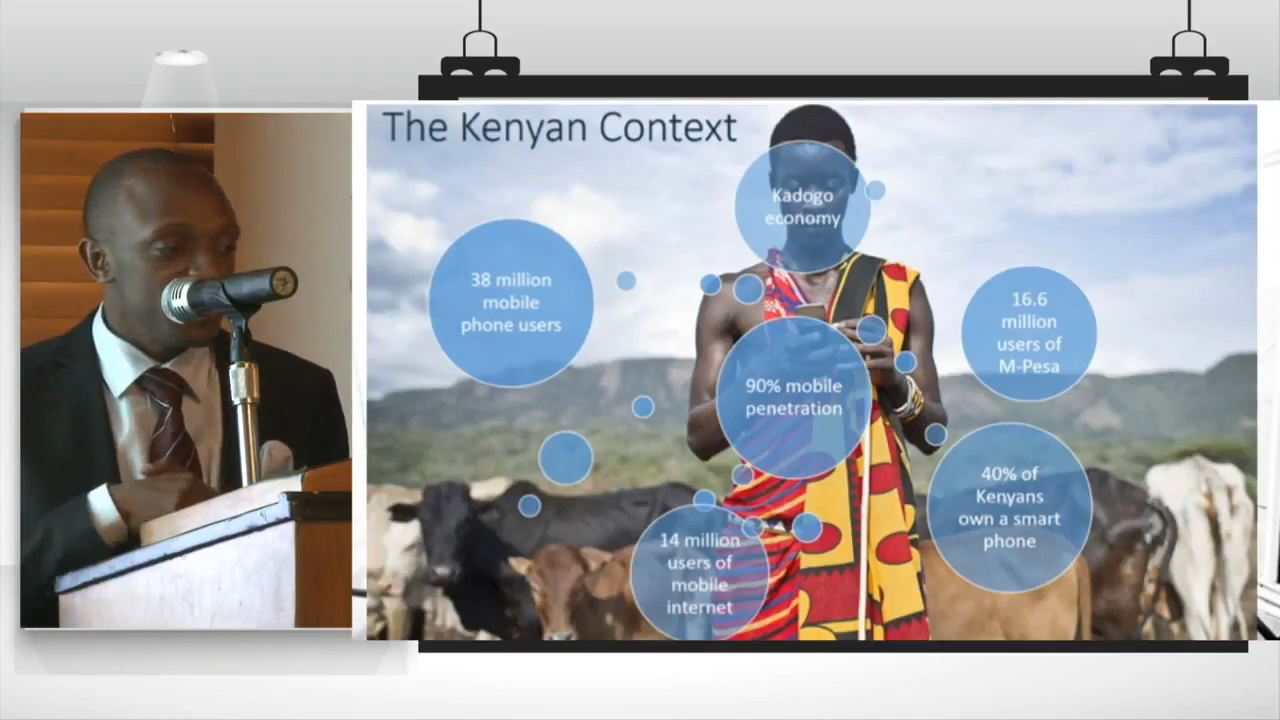 The Kenyan Context
Kadogo
economy
38 million
mobile
phone users
16.6
million
users of
M-Pesa
90% mobile
penetration
40% of
Kenyans
own a smart
phone
14 million
users of
mobile
internet